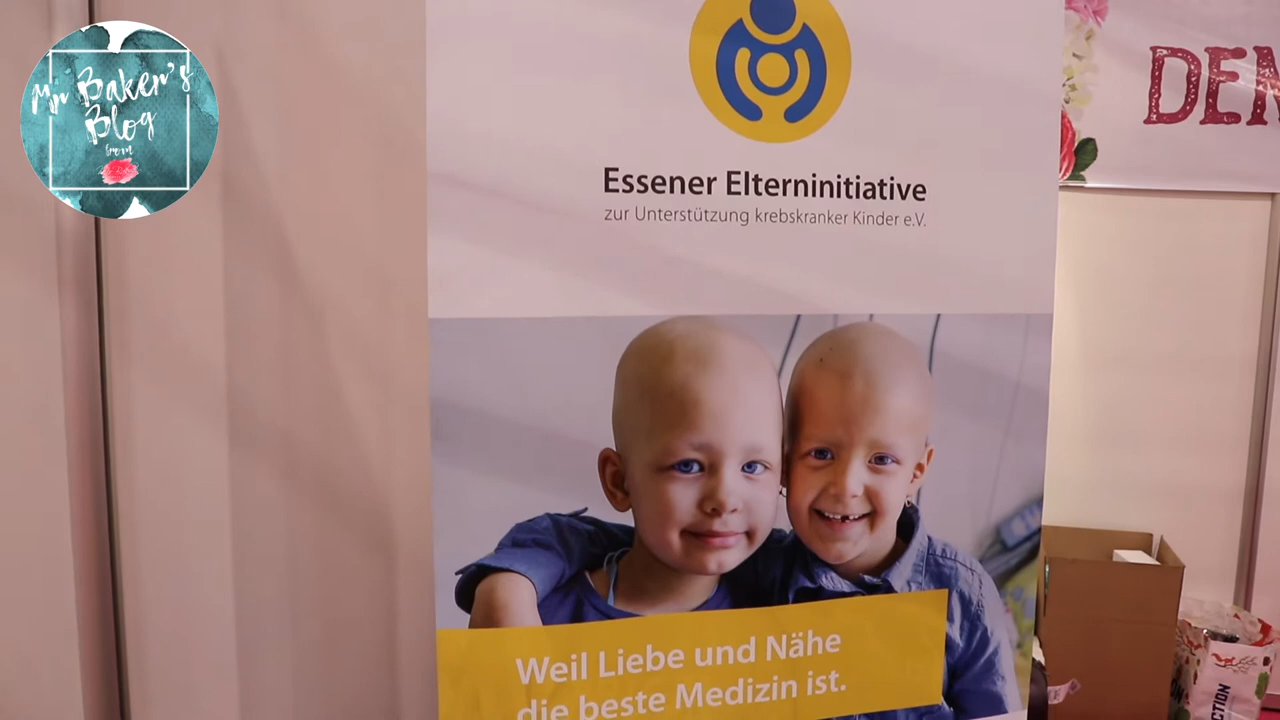 Mr Baker's
Blog
DEN
Essener Elterninitiative
zur Unterstützung krebskranker Kinder e.V.
Weil Liebe und Nähe
die beste Medizin ist.